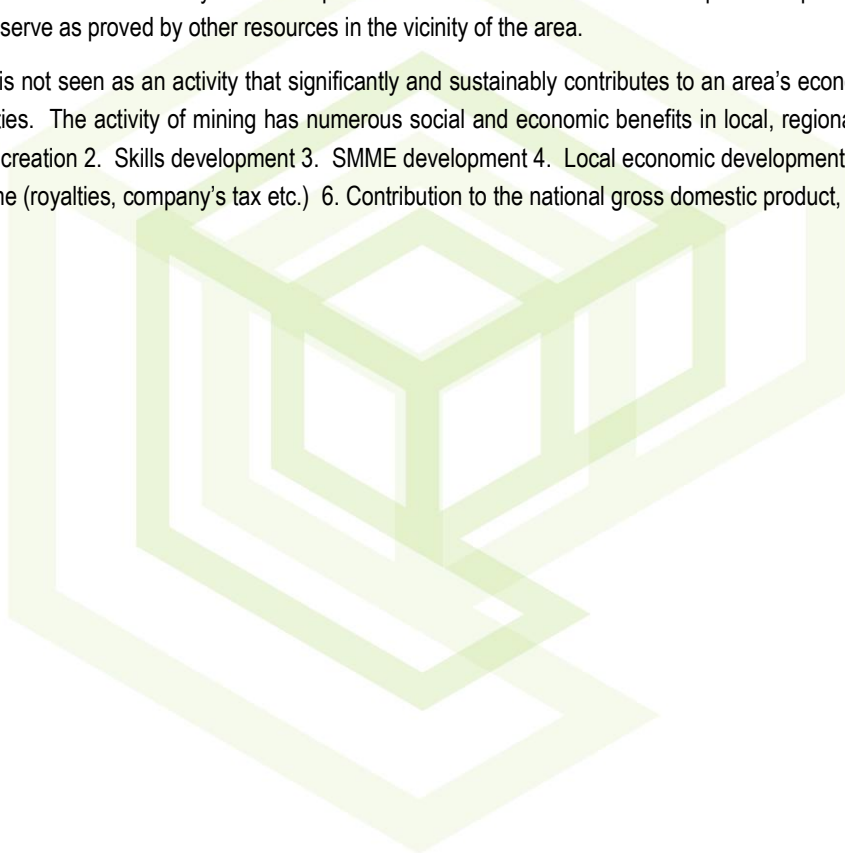 serve as proved by other resources in the vicinity of the area.
is not seen as an activity that significantly and sustainably contributes to an area’s econ
ties. The activity of mining has numerous social and economic benefits in local, regiona
creation 2. Skills development 3. SMME development 4. Local economic development
ne (royalties, company’s tax etc.) 6. Contribution to the national gross domestic product,